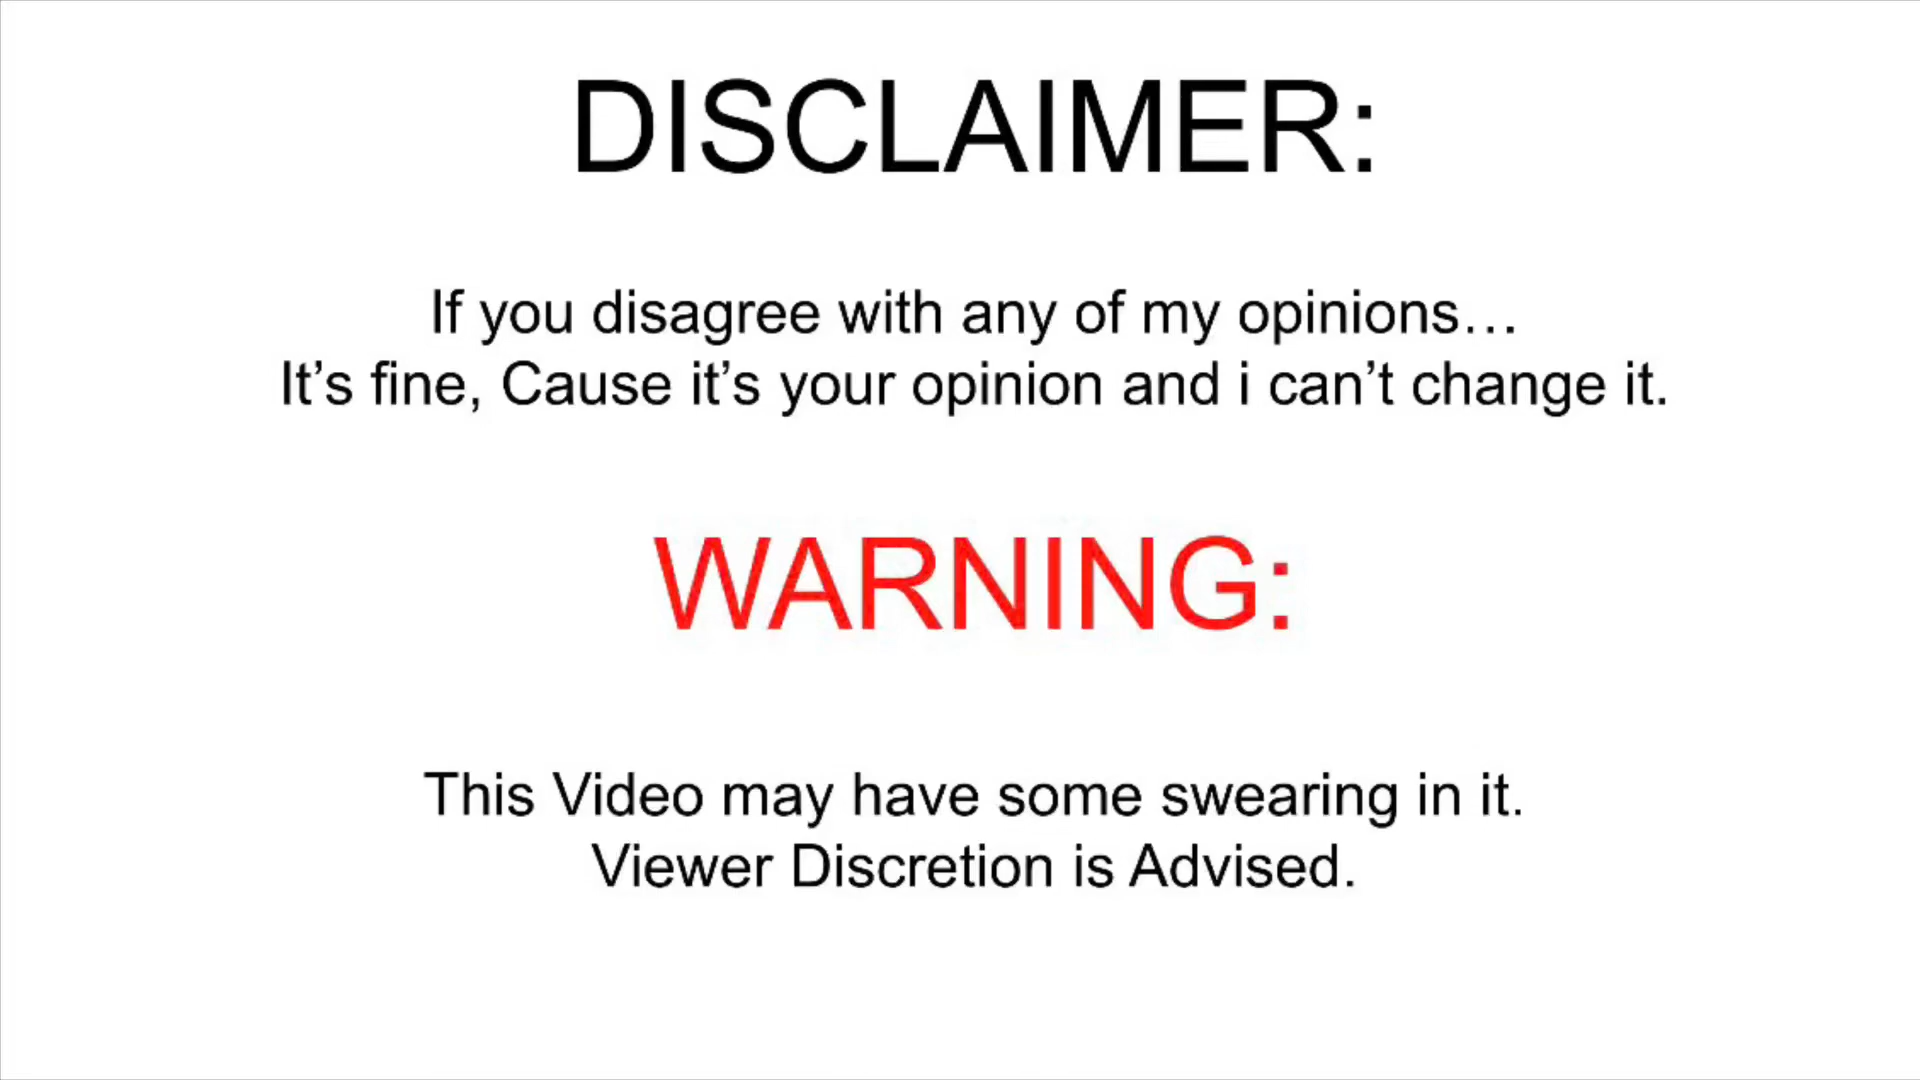 DISCLAIMER:
If you disagree with any of my opinions…
It’s fine, Cause it’s your opinion and i can’t change it.
WARNING:
This Video may have some swearing in it.
Viewer Discretion is Advised.